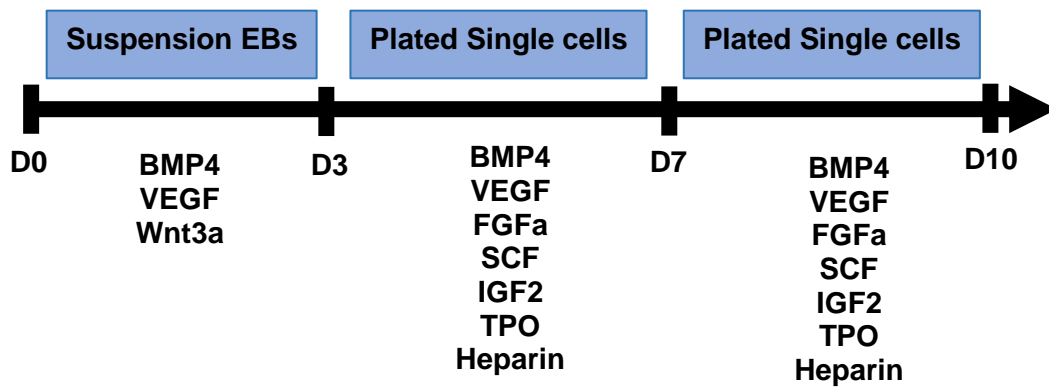 Suspension EBs
Plated Single cells
Plated Single cells
D0
BMP4
VEGF
Wnt3a
D3
BMP4
VEGF
FGFa
SCF
IGF2
TPO
Heparin
D7
BMP4
VEGF
FGFa
SCF
IGF2
TPO
Heparin
D10